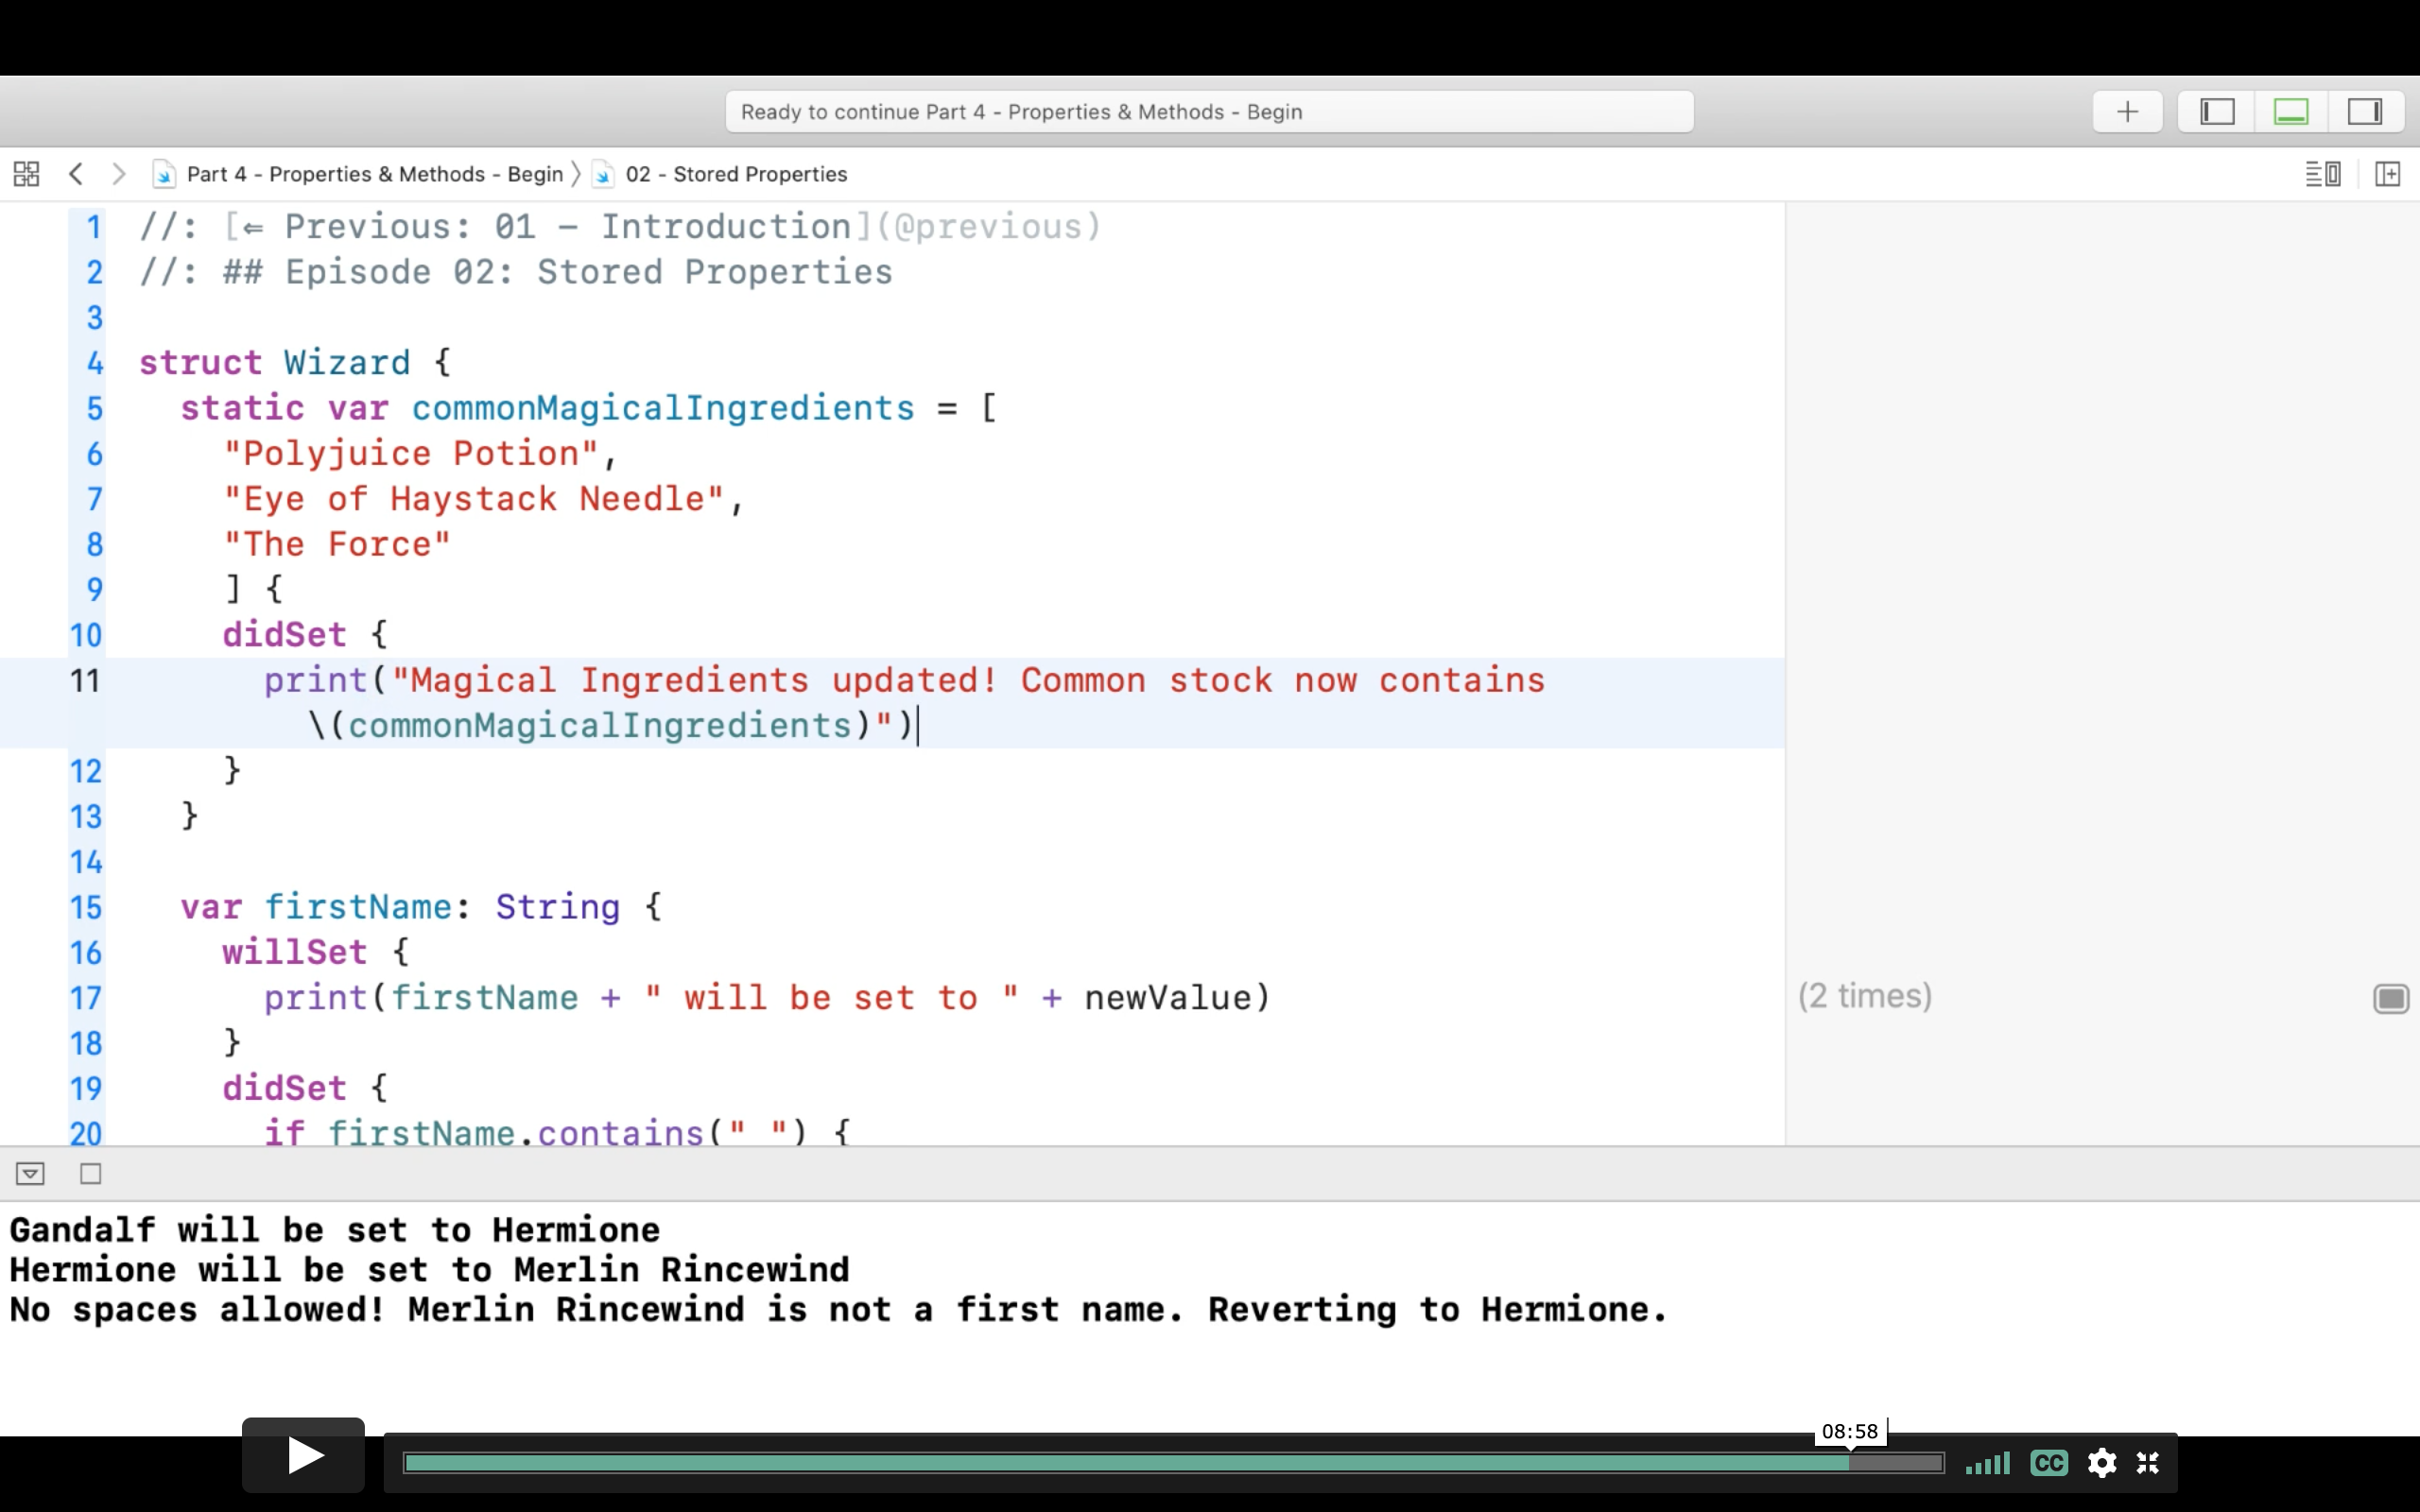 Ready to continue Part 4 - Properties & Methods - Begin
Part 4 - Properties & Methods - Begin 〉 02 - Stored Properties
1 //: [⇐ Previous: 01 - Introduction](@previous)
2 //: ## Episode 02: Stored Properties
3
4 struct Wizard {
5 static var commonMagicalIngredients = [
6 "Polyjuice Potion",
7 "Eye of Haystack Needle",
8 "The Force"
9 ] {
10 didSet {
11 print("Magical Ingredients updated! Common stock now contains
\(commonMagicalIngredients)")
12 }
13 }
14
15 var firstName: String {
16 willSet {
17 print(firstName + " will be set to " + newValue)
(2 times)
18 }
19 didSet {
20 if firstName.contains(" ") {
Gandalf will be set to Hermione
Hermione will be set to Merlin Rincewind
No spaces allowed! Merlin Rincewind is not a first name. Reverting to Hermione.
08:58
CC